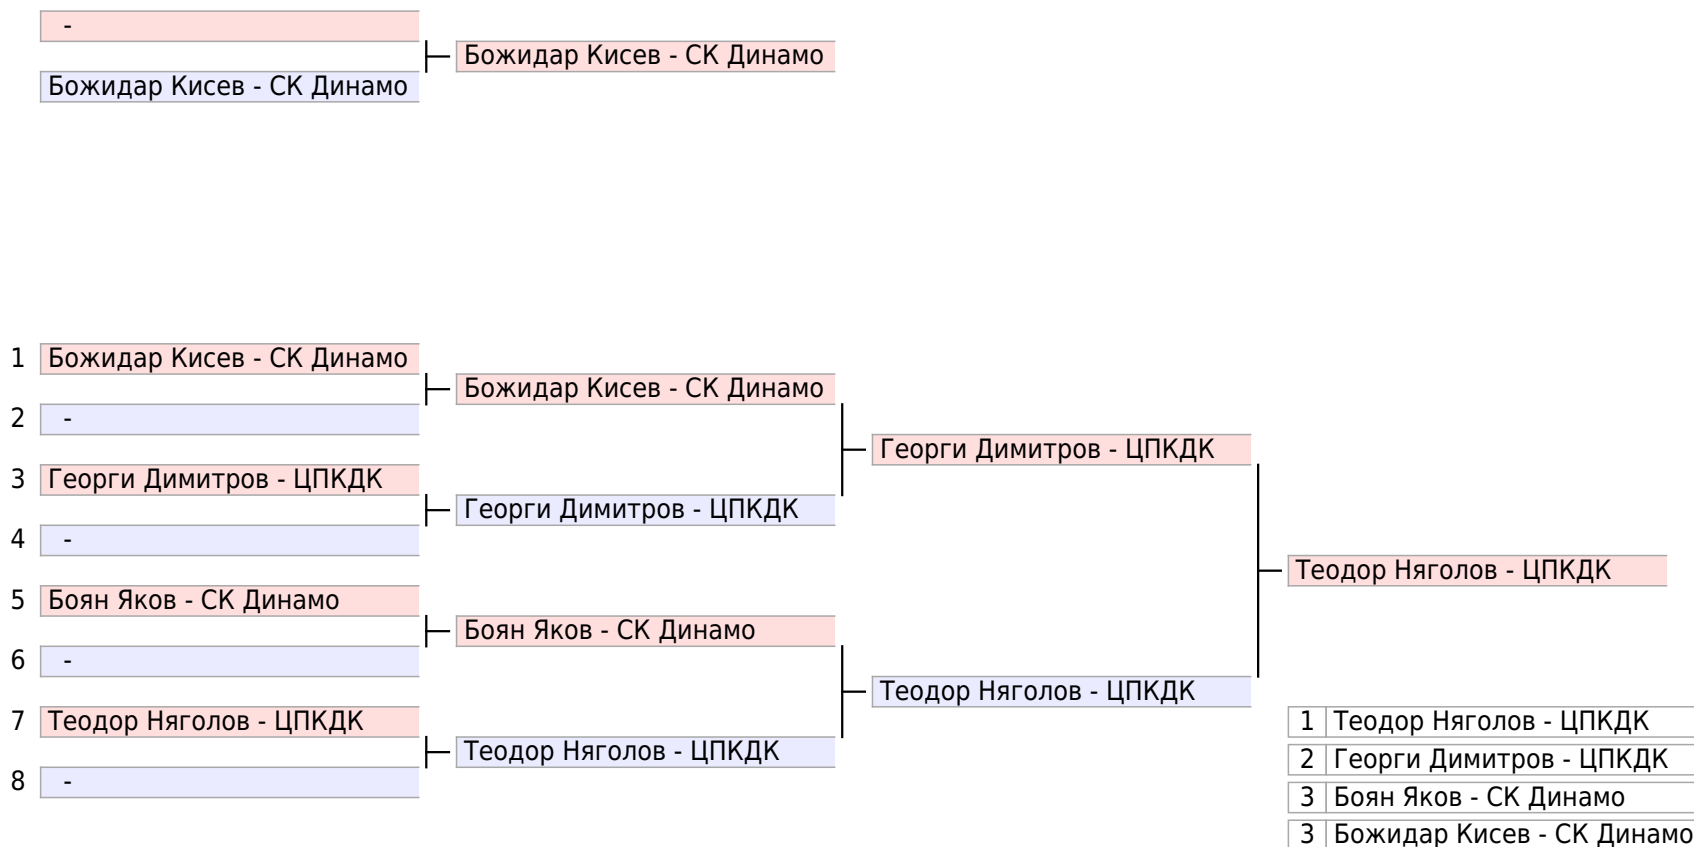 -
Божидар Кисев - СК Динамо
Божидар Кисев - СК Динамо
1 Божидар Кисев - СК Динамо
Божидар Кисев - СК Динамо
2 -
Георги Димитров - ЦПКДК
3 Георги Димитров - ЦПКДК
Георги Димитров - ЦПКДК
4 -
Теодор Няголов - ЦПКДК
5 Боян Яков - СК Динамо
Боян Яков - СК Динамо
6 -
Теодор Няголов - ЦПКДК
7 Теодор Няголов - ЦПКДК
Теодор Няголов - ЦПКДК
8 -
1 Теодор Няголов - ЦПКДК
2 Георги Димитров - ЦПКДК
3 Боян Яков - СК Динамо
3 Божидар Кисев - СК Динамо